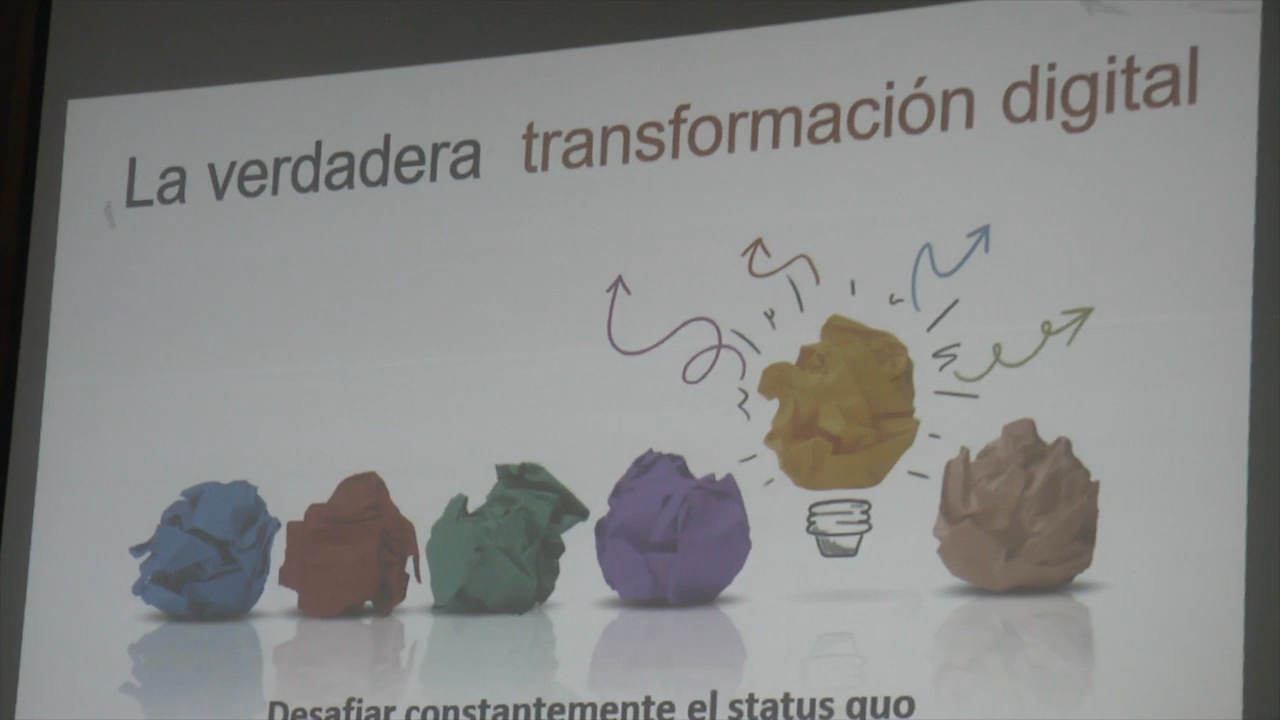 La verdadera transformación digital
Desafiar constantemente el status quo